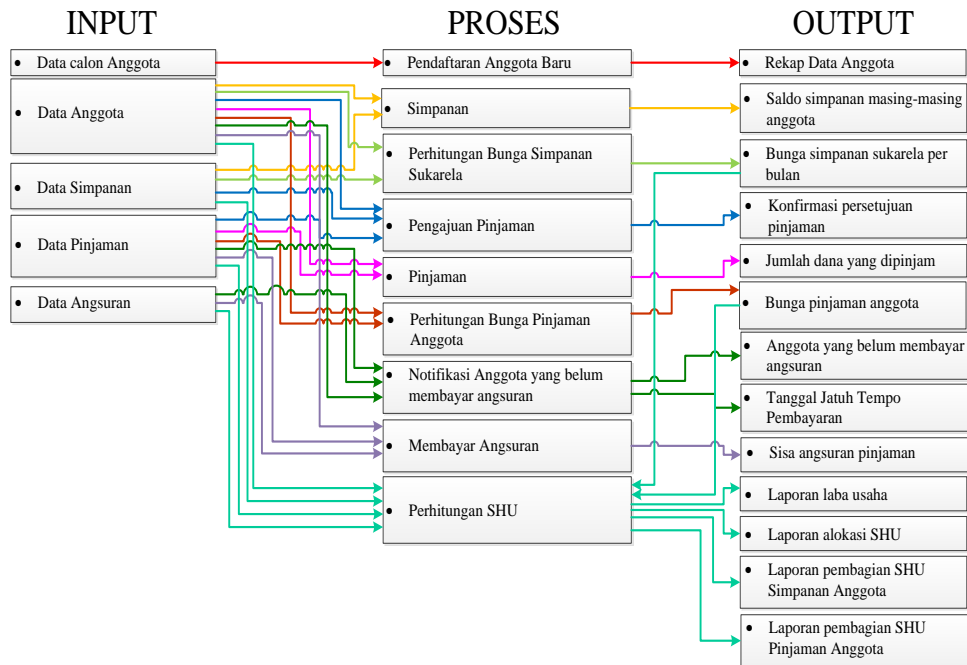 INPUT
• Data calon Anggota
• Data Anggota
• Data Simpanan
• Data Pinjaman
• Data Angsuran
PROSES
• Pendaftaran Anggota Baru
• Simpanan
• Perhitungan Bunga Simpanan
Sukarela
• Pengajuan Pinjaman
• Pinjaman
• Perhitungan Bunga Pinjaman
Anggota
• Notifikasi Anggota yang belum
membayar angsuran
• Membayar Angsuran
• Perhitungan SHU
OUTPUT
• Rekap Data Anggota
• Saldo simpanan masing-masing
anggota
• Bunga simpanan sukarela per
bulan
• Konfirmasi persetujuan
pinjaman
• Jumlah dana yang dipinjam
• Bunga pinjaman anggota
• Anggota yang belum membayar
angsuran
• Tanggal Jatuh Tempo
Pembayaran
• Sisa angsuran pinjaman
• Laporan laba usaha
• Laporan alokasi SHU
• Laporan pembagian SHU
Simpanan Anggota
• Laporan pembagian SHU
Pinjaman Anggota